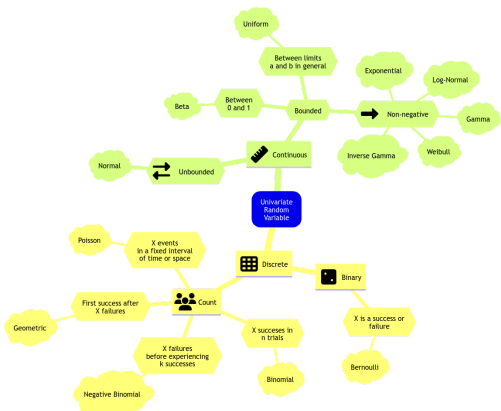 Uniform
Between limits
a and b in general
Exponential
Log-Normal
Between
0 and 1
Beta
Bounded
Non-negative
Gamma
Inverse Gamma
Weibull
Continuous
Normal
Unbounded
Univariate
Random
Variable
Poisson
X events
in a fixed interval
of time or space
Discrete
Binary
First success after
X failures
Count
Geometric
X succeses in
n trials
X is a success or
failure
X failures
before experiencing
k successes
Negative Binomial
Binomial
Bernoulli